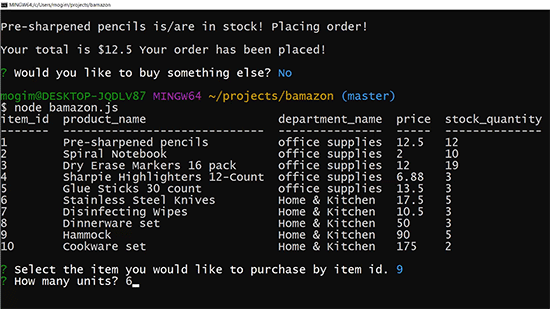 MINGW64:/c/Users/mogim/projects/Bamazon
Pre-sharpened pencils is/are in stock! Placing order!
Your total is $12.5 Your order has been placed!
? Would you like to buy something else? No
mogim@DESKTOP-JQDLV87 MINGW64 ~/projects/bamazon (master)
$ node bamazon.js
item_id  product_name                  department_name  price  stock_quantity
-------  ----------------------------  ---------------  -----  --------------
1        Pre-sharpened pencils         office supplies  12.5   12
2        Spiral Notebook               office supplies  2      10
3        Dry Erase Markers 16 pack     office supplies  12     19
4        Sharpie Highlighters 12-Count office supplies  6.88   3
5        Glue Sticks 30 count          office supplies  13.5   3
6        Stainless Steel Knives        Home & Kitchen   17.5   5
7        Disinfecting Wipes            Home & Kitchen   10.5   3
8        Dinnerware set                Home & Kitchen   50     3
9        Hammock                       Home & Kitchen   90     5
10       Cookware set                  Home & Kitchen   175    2
? Select the item you would like to purchase by item id. 9
? How many units? 6